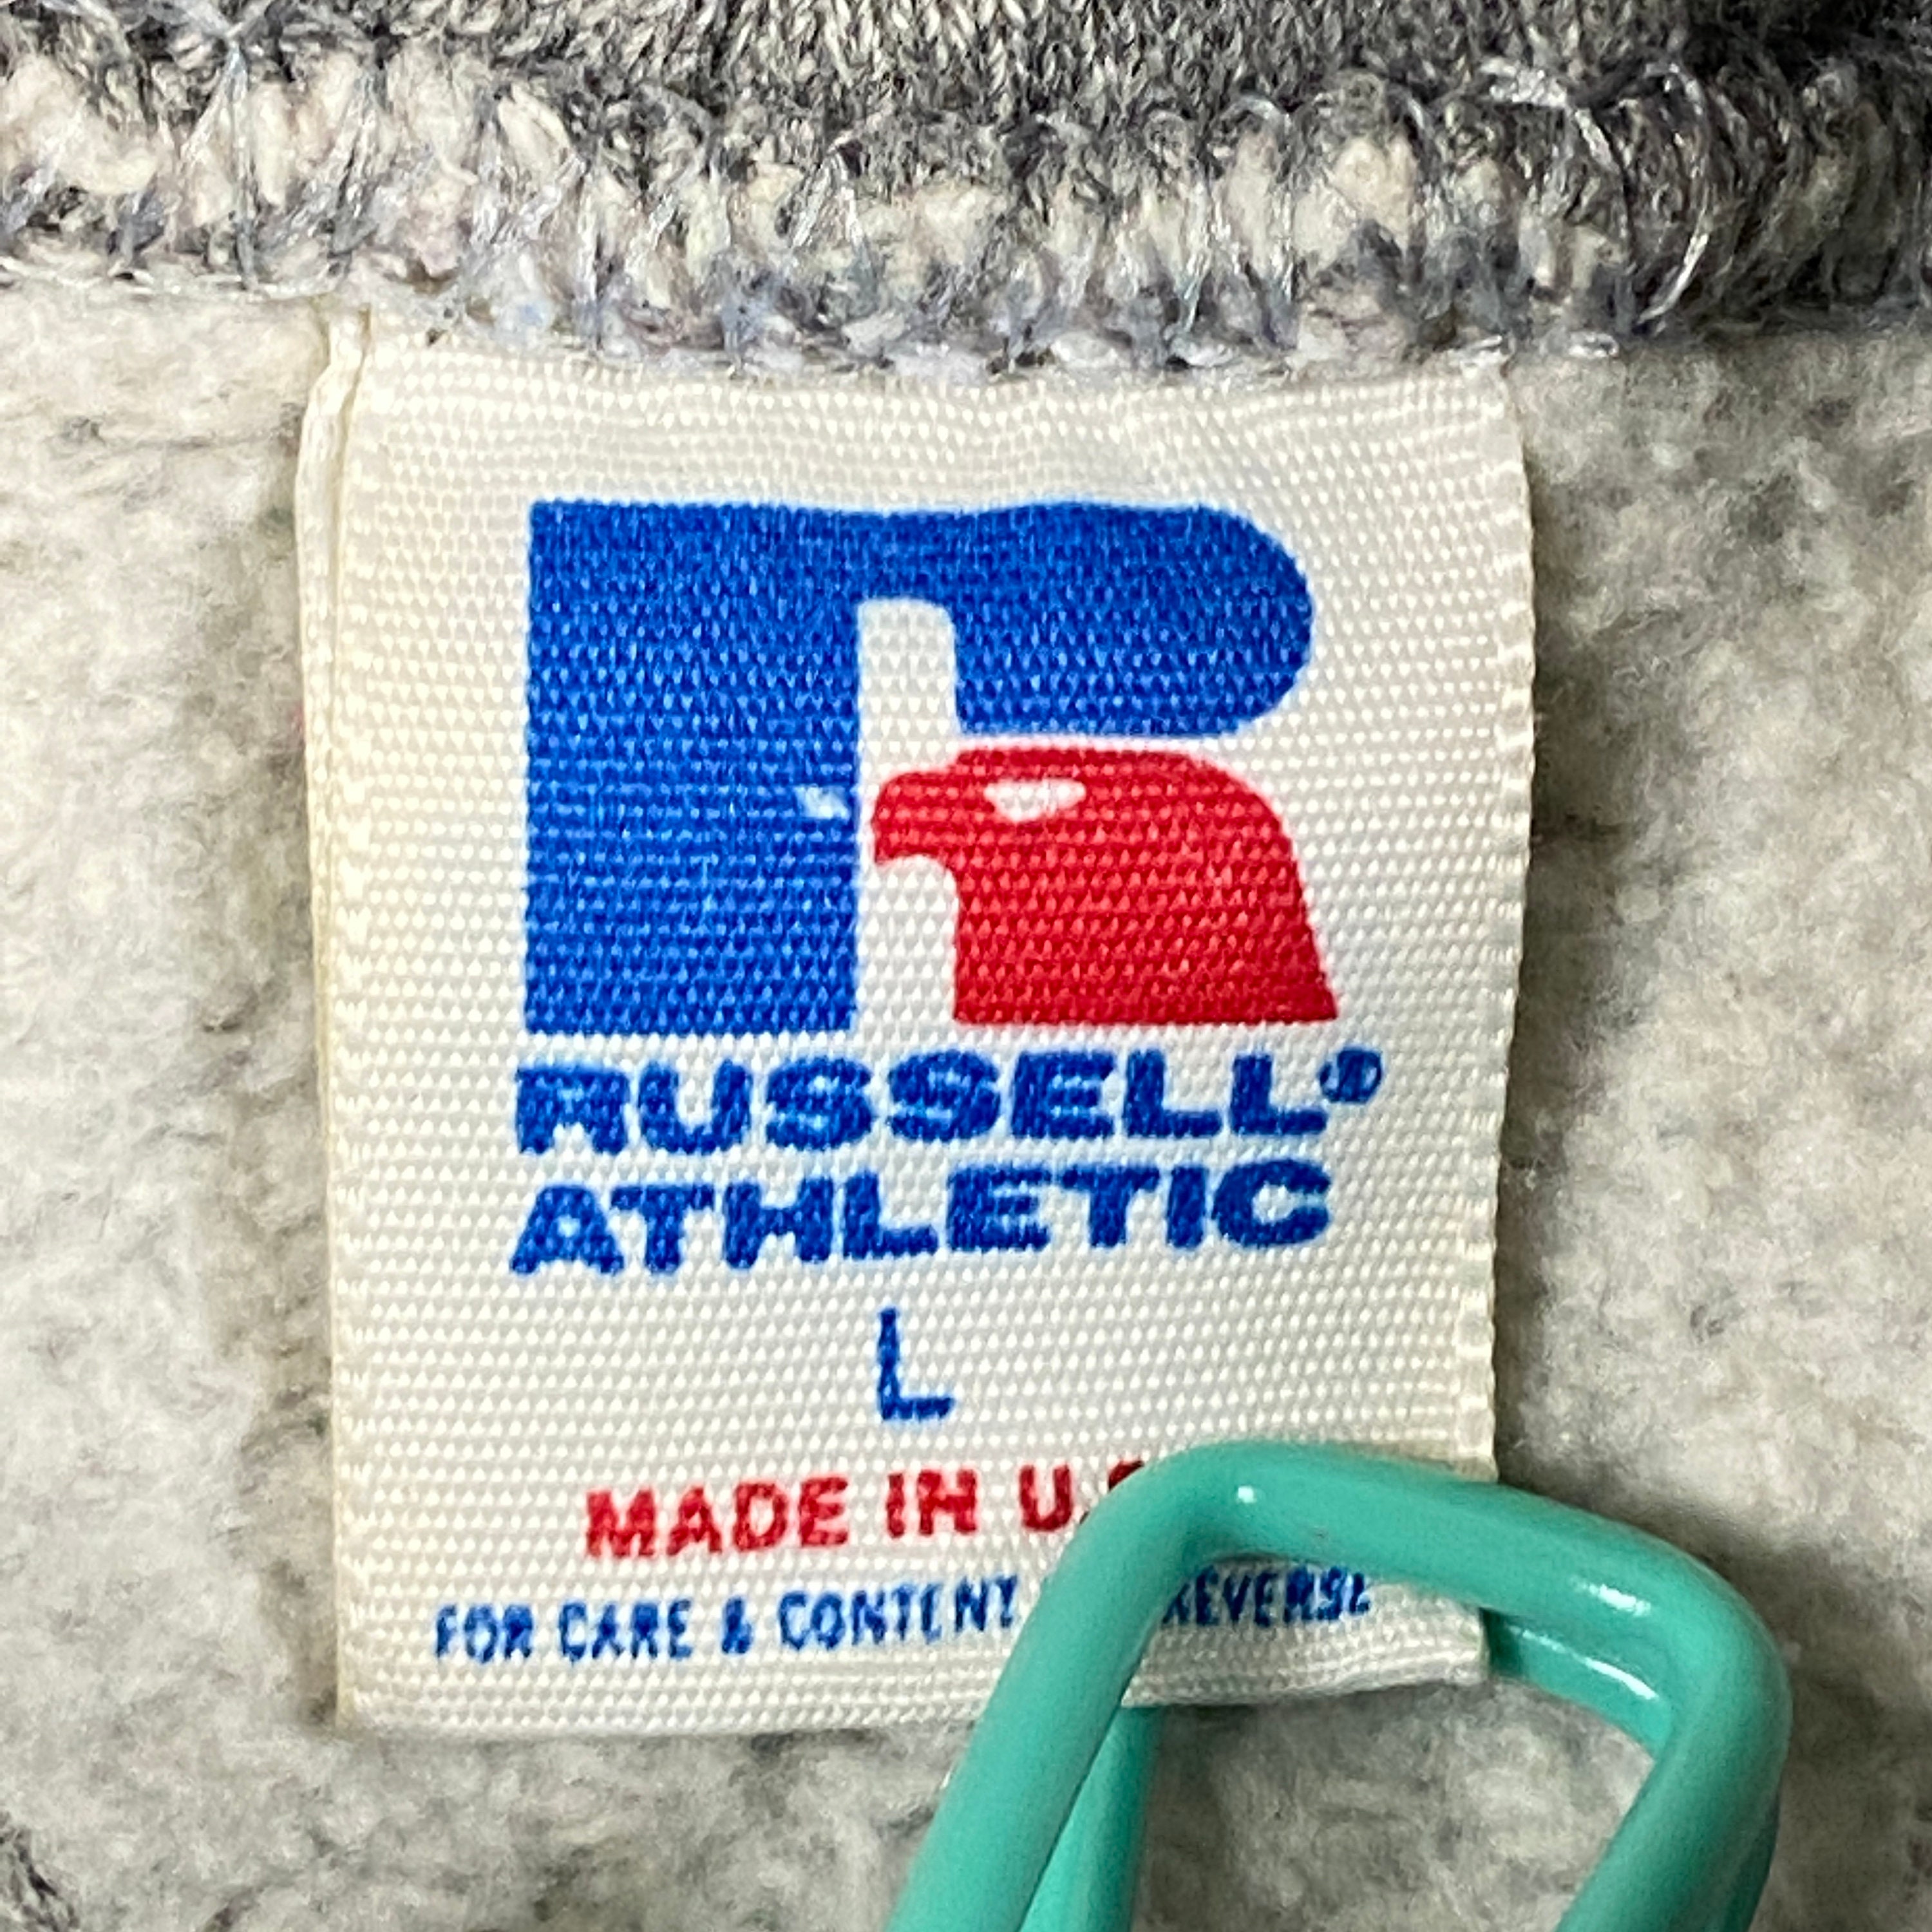 RUSSELL®
ATHLETIC
L
MADE IN U.S
FOR CARE & CONTENT REVERSE